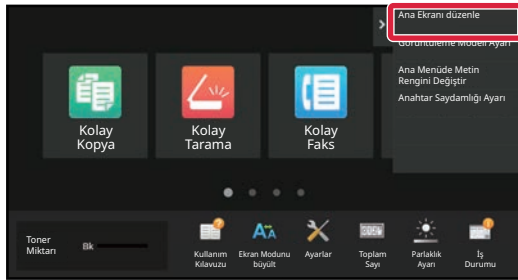 Ana Ekranı düzenle
Görüntüleme Modeli Ayarı
Ana Menüde Metin
Rengini Değiştir
Anahtar Saydamlığı Ayarı
Kolay
Kopya
Kolay
Tarama
Kolay
Faks
Toner
Miktarı
Bk
Kullanım
Kılavuzu
Ekran Modunu
büyült
Ayarlar
Toplam
Sayı
Parlaklık
Ayarı
İş
Durumu